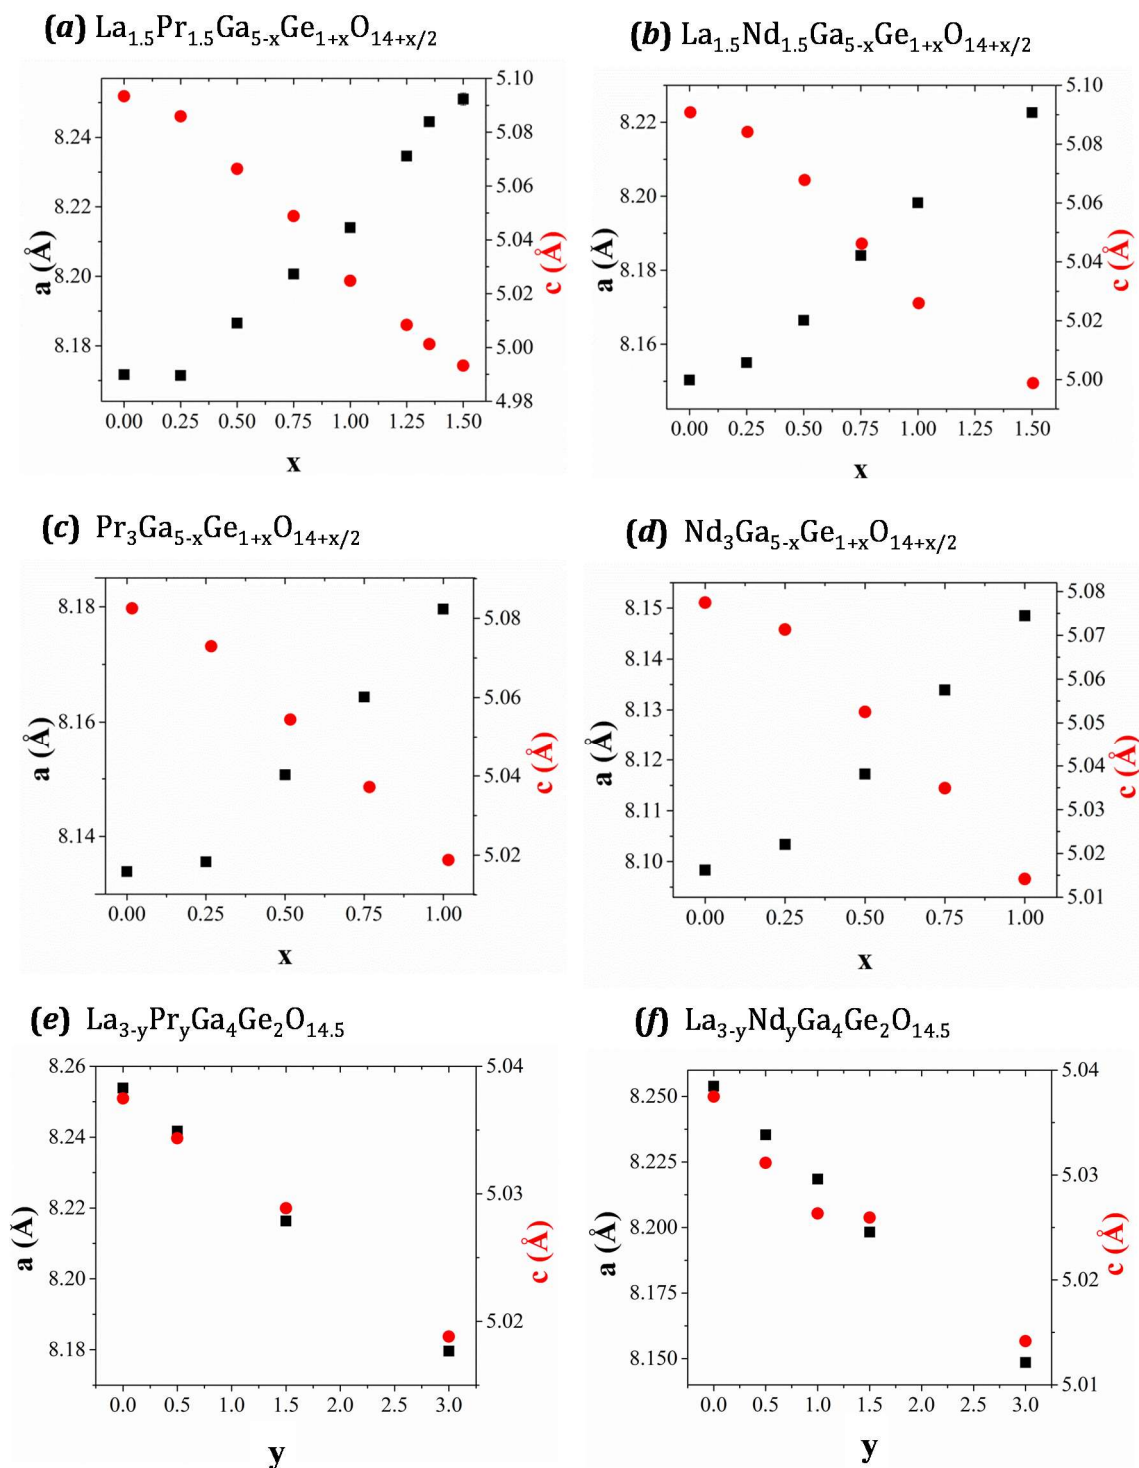 (a) La1.5Pr1.5Ga5-xGe1+xO14+x/2
(b) La1.5Nd1.5Ga5-xGe1+xO14+x/2
8.24
8.22
8.20
8.18
a (Å)
5.10
5.08
5.06
5.04
5.02
5.00
4.98
c (Å)
0.00 0.25 0.50 0.75 1.00 1.25 1.50
x
8.22
8.20
8.18
8.16
a (Å)
5.10
5.08
5.06
5.04
5.02
5.00
c (Å)
0.00 0.25 0.50 0.75 1.00 1.25 1.50
x
(c) Pr3Ga5-xGe1+xO14+x/2
(d) Nd3Ga5-xGe1+xO14+x/2
8.18
8.16
8.14
a (Å)
5.08
5.06
5.04
5.02
c (Å)
0.00 0.25 0.50 0.75 1.00
x
8.15
8.14
8.13
8.12
8.11
8.10
a (Å)
5.08
5.07
5.06
5.05
5.04
5.03
5.02
5.01
c (Å)
0.00 0.25 0.50 0.75 1.00
x
(e) La3-yPryGa4Ge2O14.5
(f) La3-yNdyGa4Ge2O14.5
8.26
8.24
8.22
8.20
8.18
a (Å)
5.04
5.03
5.02
c (Å)
0.0 0.5 1.0 1.5 2.0 2.5 3.0
y
8.250
8.225
8.200
8.175
8.150
a (Å)
5.04
5.03
5.02
5.01
c (Å)
0.0 0.5 1.0 1.5 2.0 2.5 3.0
y